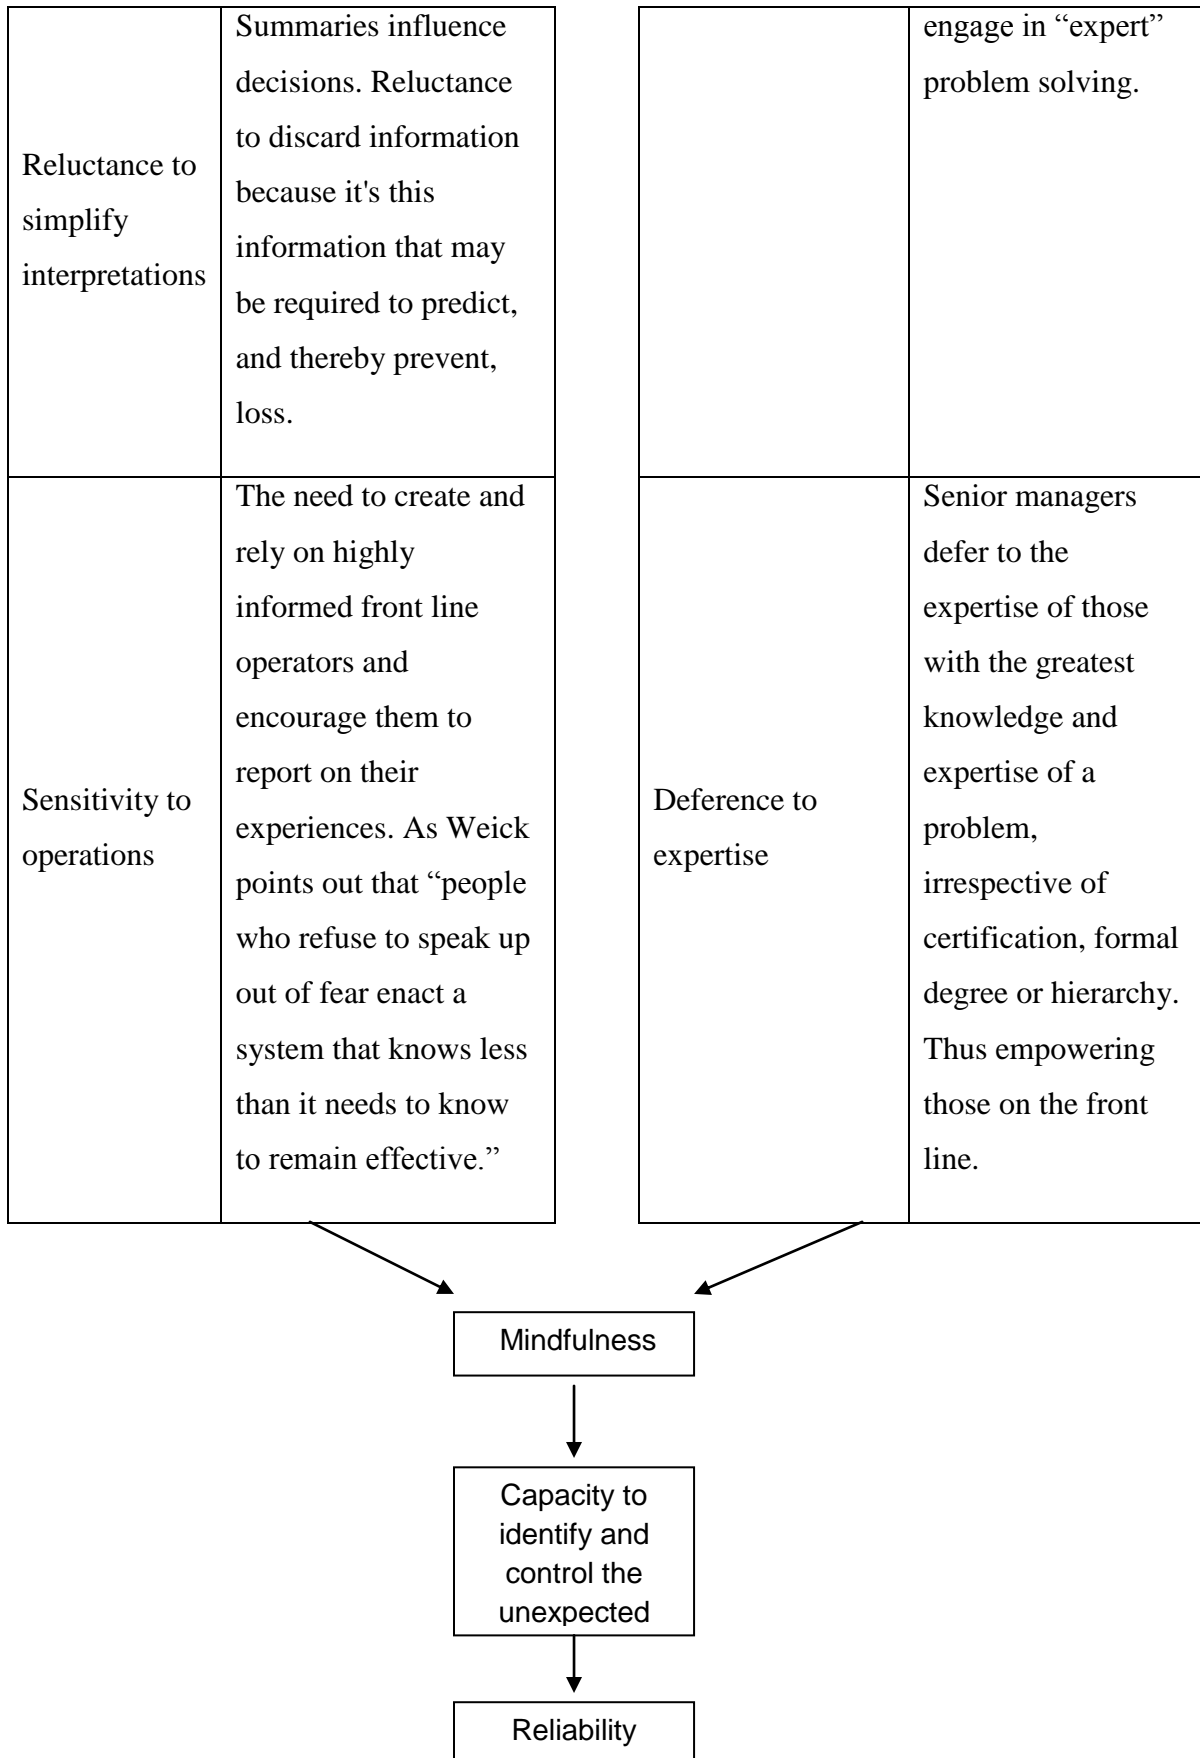 Reluctance to
simplify
interpretations
Summaries influence
decisions. Reluctance
to discard information
because it's this
information that may
be required to predict,
and thereby prevent,
loss.
engage in “expert”
problem solving.
Sensitivity to
operations
The need to create and
rely on highly
informed front line
operators and
encourage them to
report on their
experiences. As Weick
points out that “people
who refuse to speak up
out of fear enact a
system that knows less
than it needs to know
to remain effective.”
Deference to
expertise
Senior managers
defer to the
expertise of those
with the greatest
knowledge and
expertise of a
problem,
irrespective of
certification, formal
degree or hierarchy.
Thus empowering
those on the front
line.
Mindfulness
Capacity to
identify and
control the
unexpected
Reliability